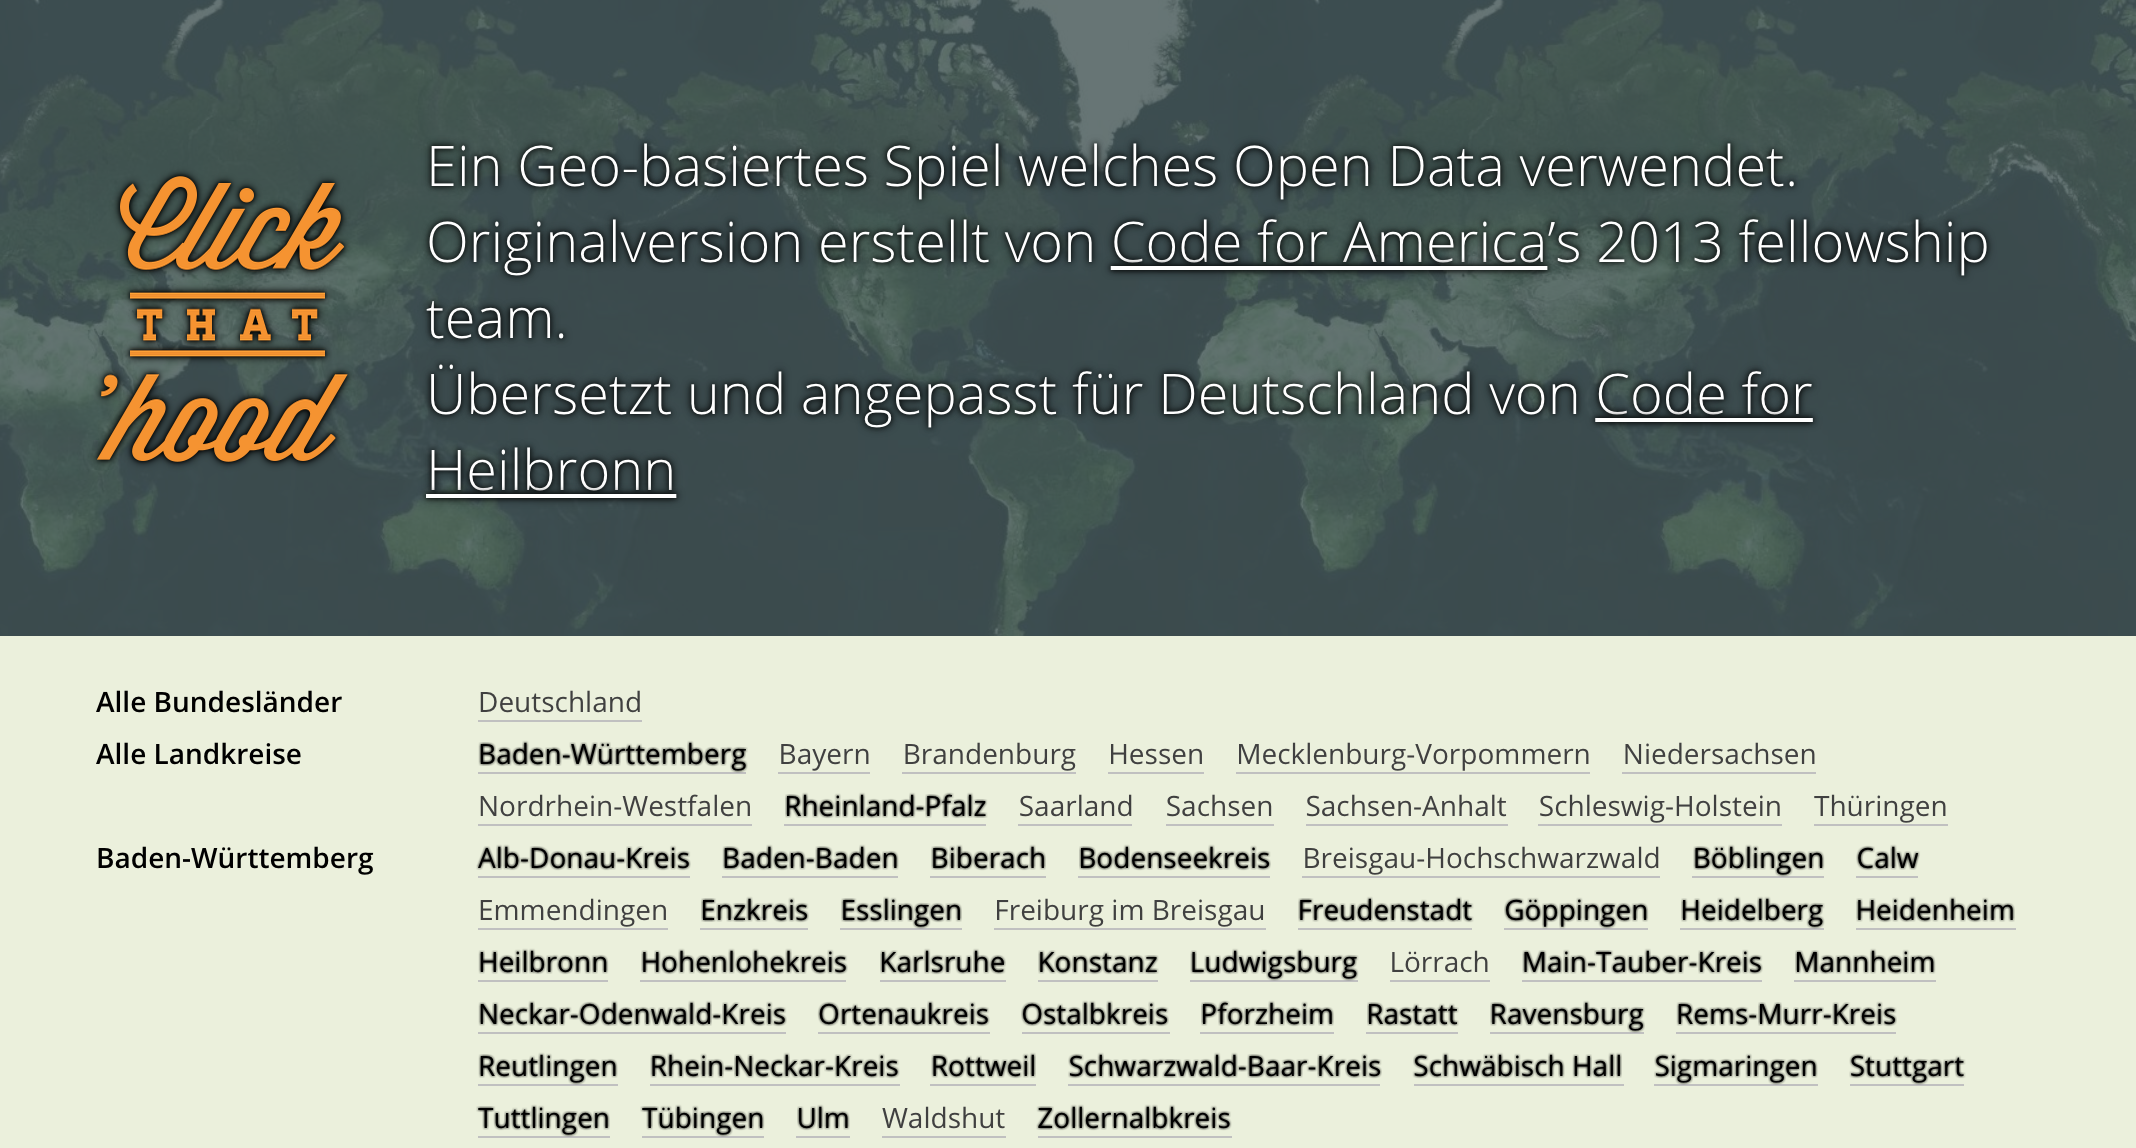 Click
THAT
’hood
Ein Geo-basiertes Spiel welches Open Data verwendet.
Originalversion erstellt von Code for America’s 2013 fellowship
team.
Übersetzt und angepasst für Deutschland von Code for
Heilbronn
Alle Bundesländer Deutschland
Alle Landkreise Baden-Württemberg Bayern Brandenburg Hessen Mecklenburg-Vorpommern Niedersachsen
Nordrhein-Westfalen Rheinland-Pfalz Saarland Sachsen Sachsen-Anhalt Schleswig-Holstein Thüringen
Baden-Württemberg Alb-Donau-Kreis Baden-Baden Biberach Bodenseekreis Breisgau-Hochschwarzwald Böblingen Calw
Emmendingen Enzkreis Esslingen Freiburg im Breisgau Freudenstadt Göppingen Heidelberg Heidenheim
Heilbronn Hohenlohekreis Karlsruhe Konstanz Ludwigsburg Lörrach Main-Tauber-Kreis Mannheim
Neckar-Odenwald-Kreis Ortenaukreis Ostalbkreis Pforzheim Rastatt Ravensburg Rems-Murr-Kreis
Reutlingen Rhein-Neckar-Kreis Rottweil Schwarzwald-Baar-Kreis Schwäbisch Hall Sigmaringen Stuttgart
Tuttlingen Tübingen Ulm Waldshut Zollernalbkreis